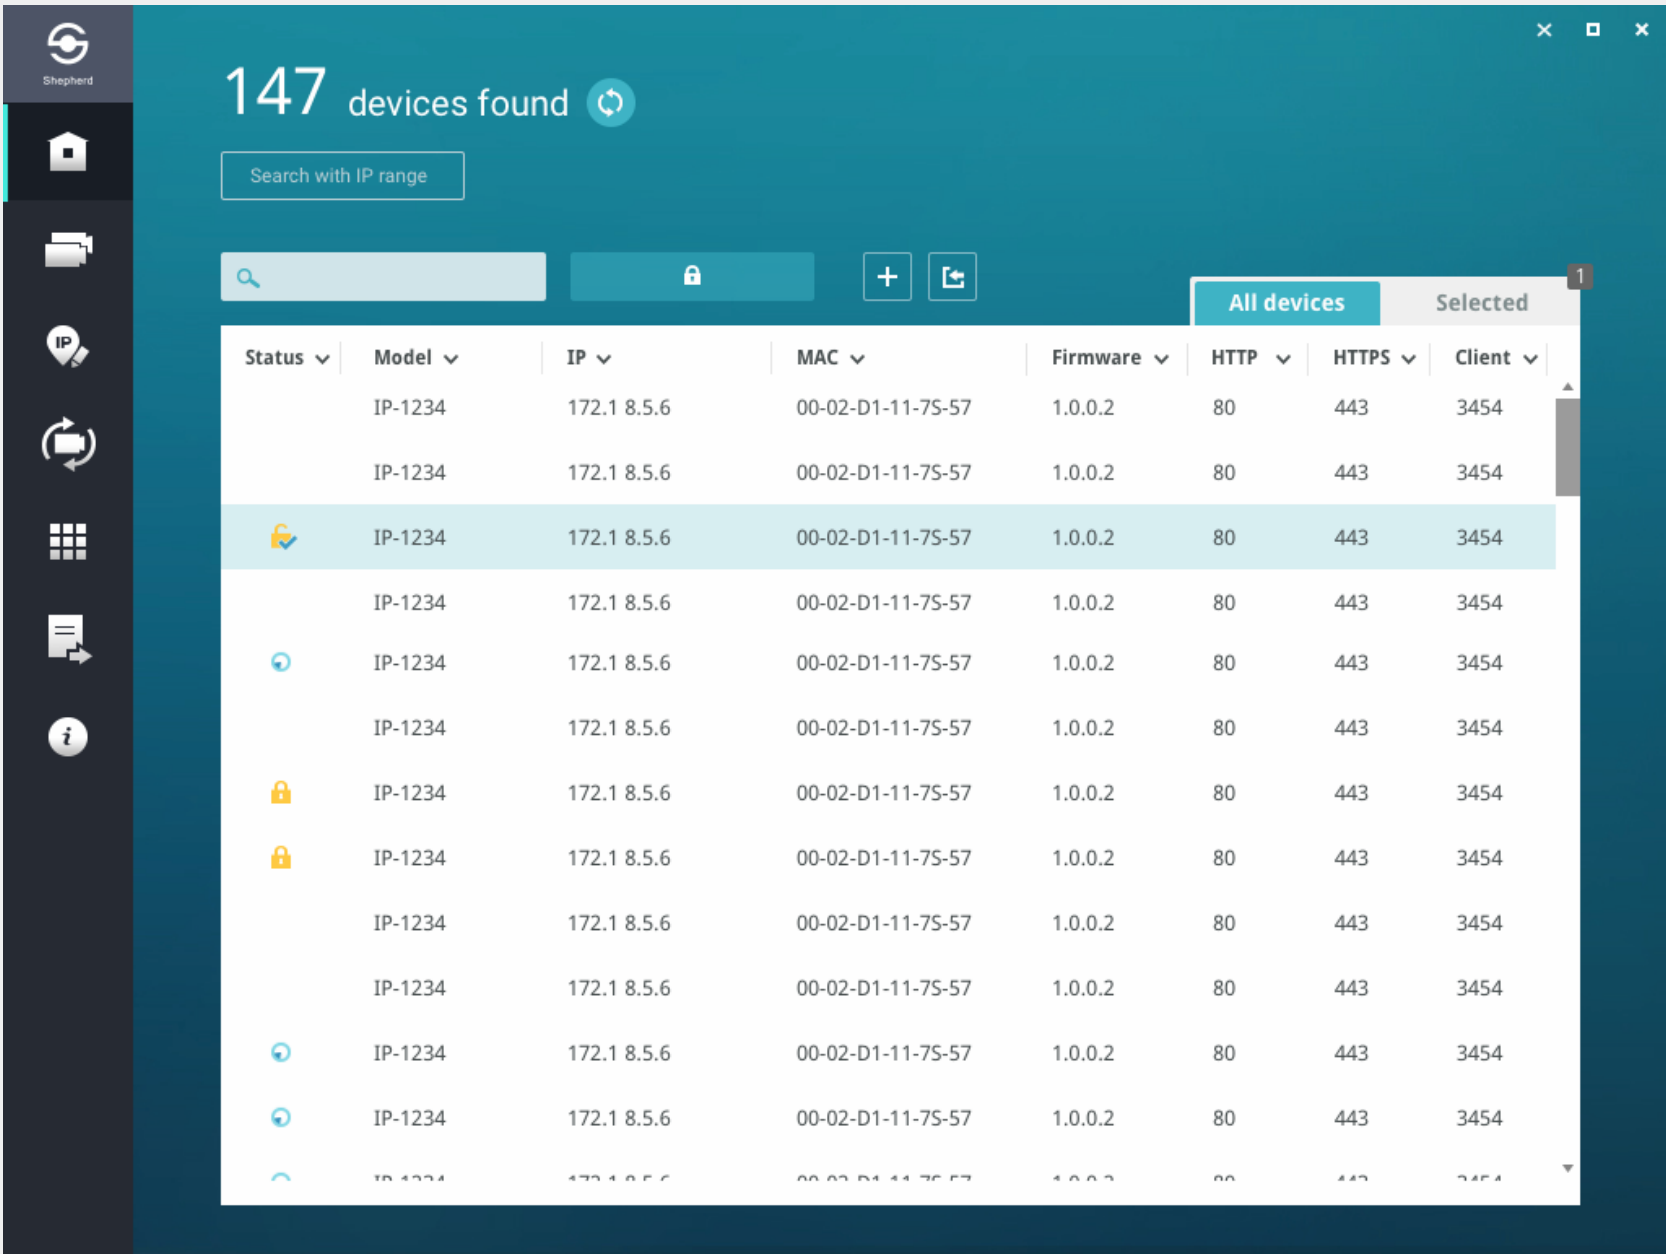 Shepherd
147 devices found
Search with IP range
1
All devices Selected
Status Model IP MAC Firmware HTTP HTTPS Client
IP-1234 172.1 8.5.6 00-02-D1-11-7S-57 1.0.0.2 80 443 3454
IP-1234 172.1 8.5.6 00-02-D1-11-7S-57 1.0.0.2 80 443 3454
IP-1234 172.1 8.5.6 00-02-D1-11-7S-57 1.0.0.2 80 443 3454
IP
IP-1234 172.1 8.5.6 00-02-D1-11-7S-57 1.0.0.2 80 443 3454
IP-1234 172.1 8.5.6 00-02-D1-11-7S-57 1.0.0.2 80 443 3454
IP-1234 172.1 8.5.6 00-02-D1-11-7S-57 1.0.0.2 80 443 3454
i
IP-1234 172.1 8.5.6 00-02-D1-11-7S-57 1.0.0.2 80 443 3454
IP-1234 172.1 8.5.6 00-02-D1-11-7S-57 1.0.0.2 80 443 3454
IP-1234 172.1 8.5.6 00-02-D1-11-7S-57 1.0.0.2 80 443 3454
IP-1234 172.1 8.5.6 00-02-D1-11-7S-57 1.0.0.2 80 443 3454
IP-1234 172.1 8.5.6 00-02-D1-11-7S-57 1.0.0.2 80 443 3454
IP-1234 172.1 8.5.6 00-02-D1-11-7S-57 1.0.0.2 80 443 3454